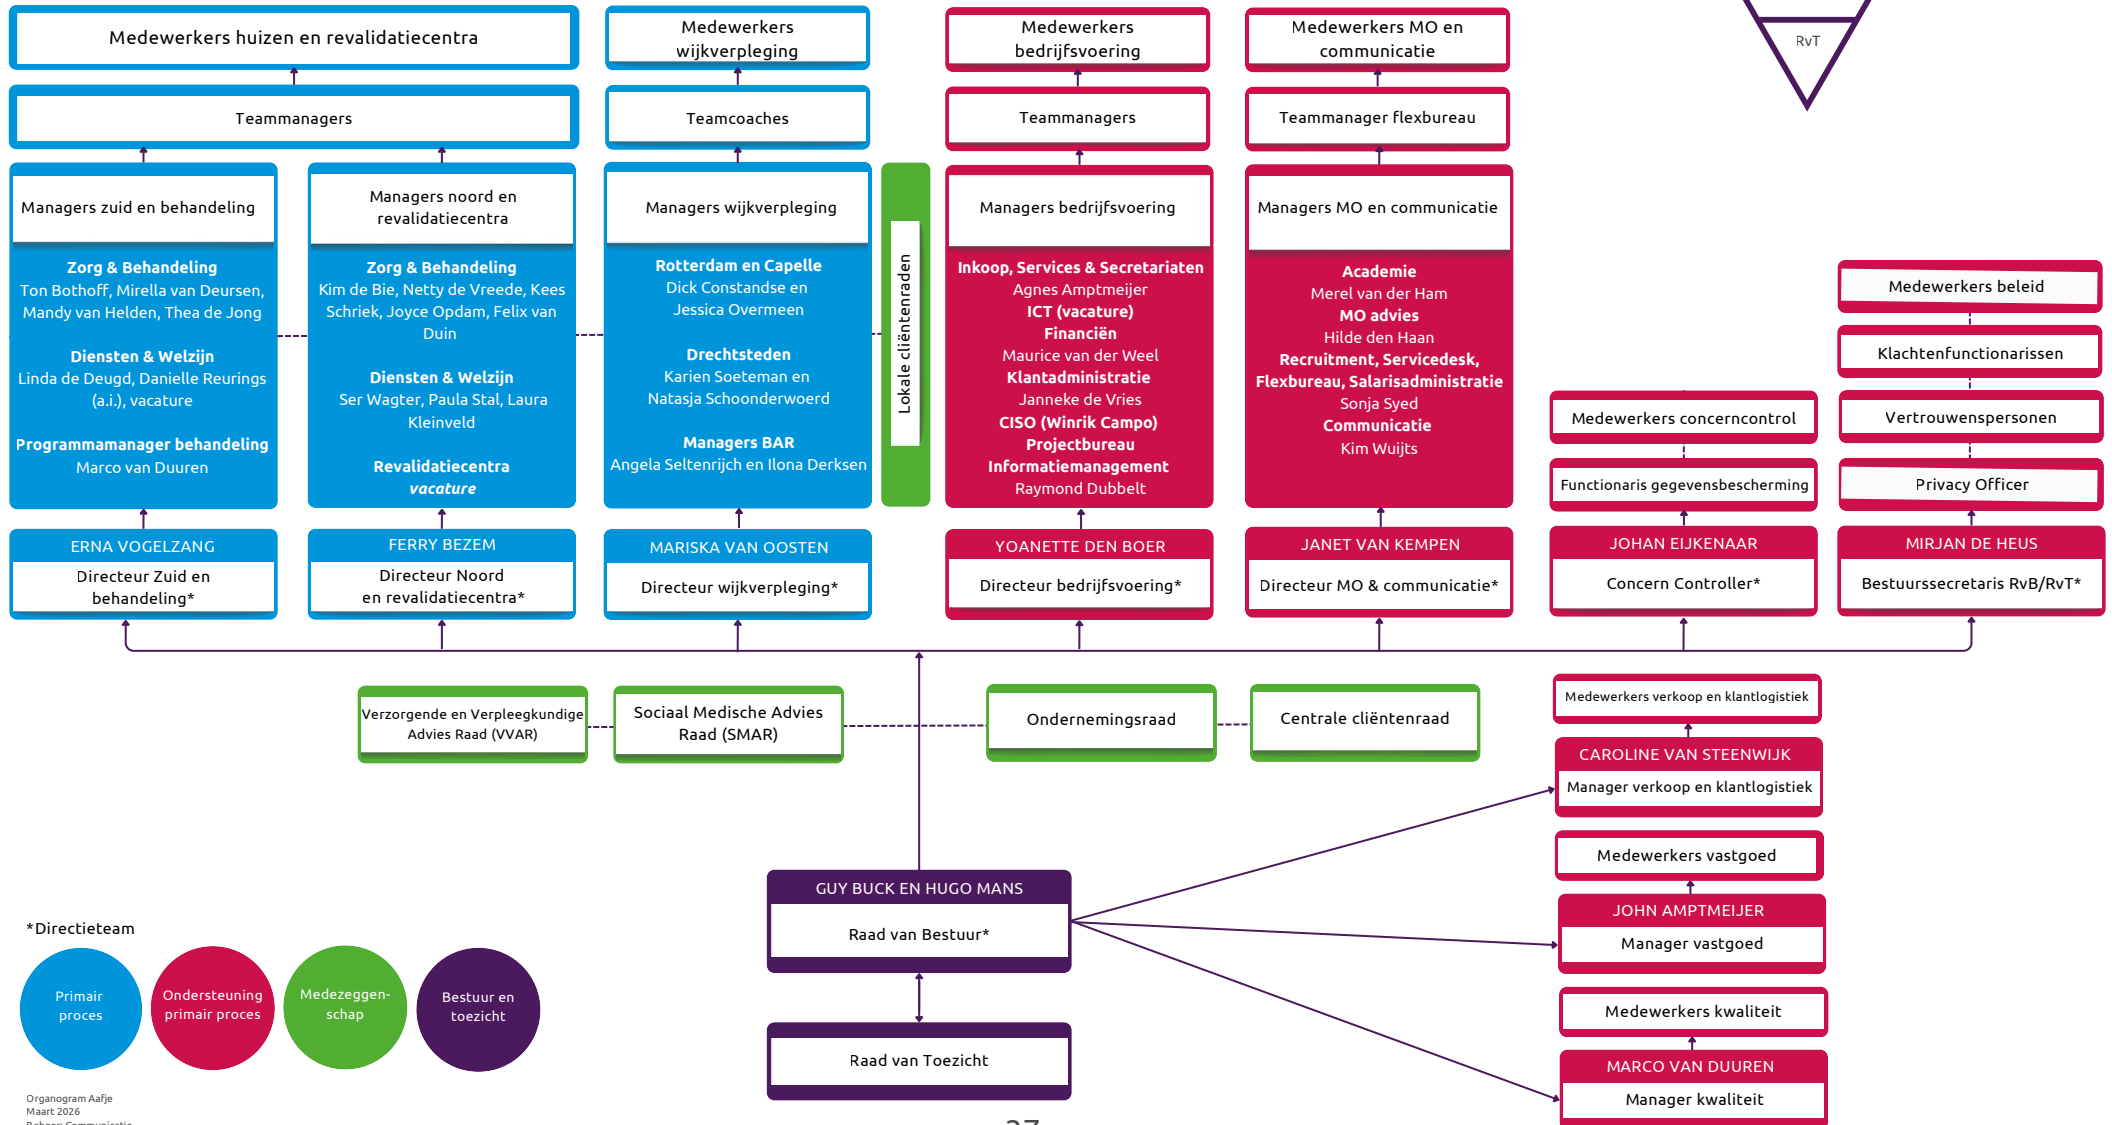 Medewerkers huizen en revalidatiecentra
Medewerkers
wijkverpleging
Medewerkers
bedrijfsvoering
Medewerkers MO en
communicatie
RvT
Teammanagers
Teamcoaches
Teammanagers
Teammanager flexbureau
Managers zuid en behandeling
Zorg & Behandeling
Ton Bothoff, Mirella van Deursen,
Mandy van Helden, Thea de Jong
Diensten & Welzijn
Linda de Deugd, Danielle Reurings
(a.i.), vacature
Programmamanager behandeling
Marco van Duuren
Managers noord en
revalidatiecentra
Zorg & Behandeling
Kim de Bie, Netty de Vreede, Kees
Schriek, Joyce Opdam, Felix van
Duin
Diensten & Welzijn
Ser Wagter, Paula Stal, Laura
Kleinveld
Revalidatiecentra
vacature
Managers wijkverpleging
Rotterdam en Capelle
Dick Constandse en
Jessica Overmeen
Drechtsteden
Karien Soeteman en
Natasja Schoonderwoerd
Managers BAR
Angela Seltenrijch en Ilona Derksen
Lokale cliëntenraden
Managers bedrijfsvoering
Inkoop, Services & Secretariaten
Agnes Amptmeijer
ICT (vacature)
Financiën
Maurice van der Weel
Klantadministratie
Janneke de Vries
CISO (Winrik Campo)
Projectbureau
Informatiemanagement
Raymond Dubbelt
Managers MO en communicatie
Academie
Merel van der Ham
MO advies
Hilde den Haan
Recruitment, Servicedesk,
Flexbureau, Salarisadministratie
Sonja Syed
Communicatie
Kim Wuijts
Medewerkers concerncontrol
Functionaris gegevensbescherming
Medewerkers beleid
Klachtenfunctionarissen
Vertrouwenspersonen
Privacy Officer
ERNA VOGELZANG
Directeur Zuid en
behandeling*
FERRY BEZEM
Directeur Noord
en revalidatiecentra*
MARISKA VAN OOSTEN
Directeur wijkverpleging*
YOANETTE DEN BOER
Directeur bedrijfsvoering*
JANET VAN KEMPEN
Directeur MO & communicatie*
JOHAN EIJKENAAR
Concern Controller*
MIRJAN DE HEUS
Bestuurssecretaris RvB/RvT*
Verzorgende en Verpleegkundige
Advies Raad (VVAR)
Sociaal Medische Advies
Raad (SMAR)
Ondernemingsraad
Centrale cliëntenraad
Medewerkers verkoop en klantlogistiek
CAROLINE VAN STEENWIJK
Manager verkoop en klantlogistiek
Medewerkers vastgoed
JOHN AMPTMEIJER
Manager vastgoed
Medewerkers kwaliteit
MARCO VAN DUUREN
Manager kwaliteit
GUY BUCK EN HUGO MANS
Raad van Bestuur*
Raad van Toezicht
*Directieteam
Primair
proces
Ondersteuning
primair proces
Medezeggen-
schap
Bestuur en
toezicht
Organogram Aafje
Maart 2026